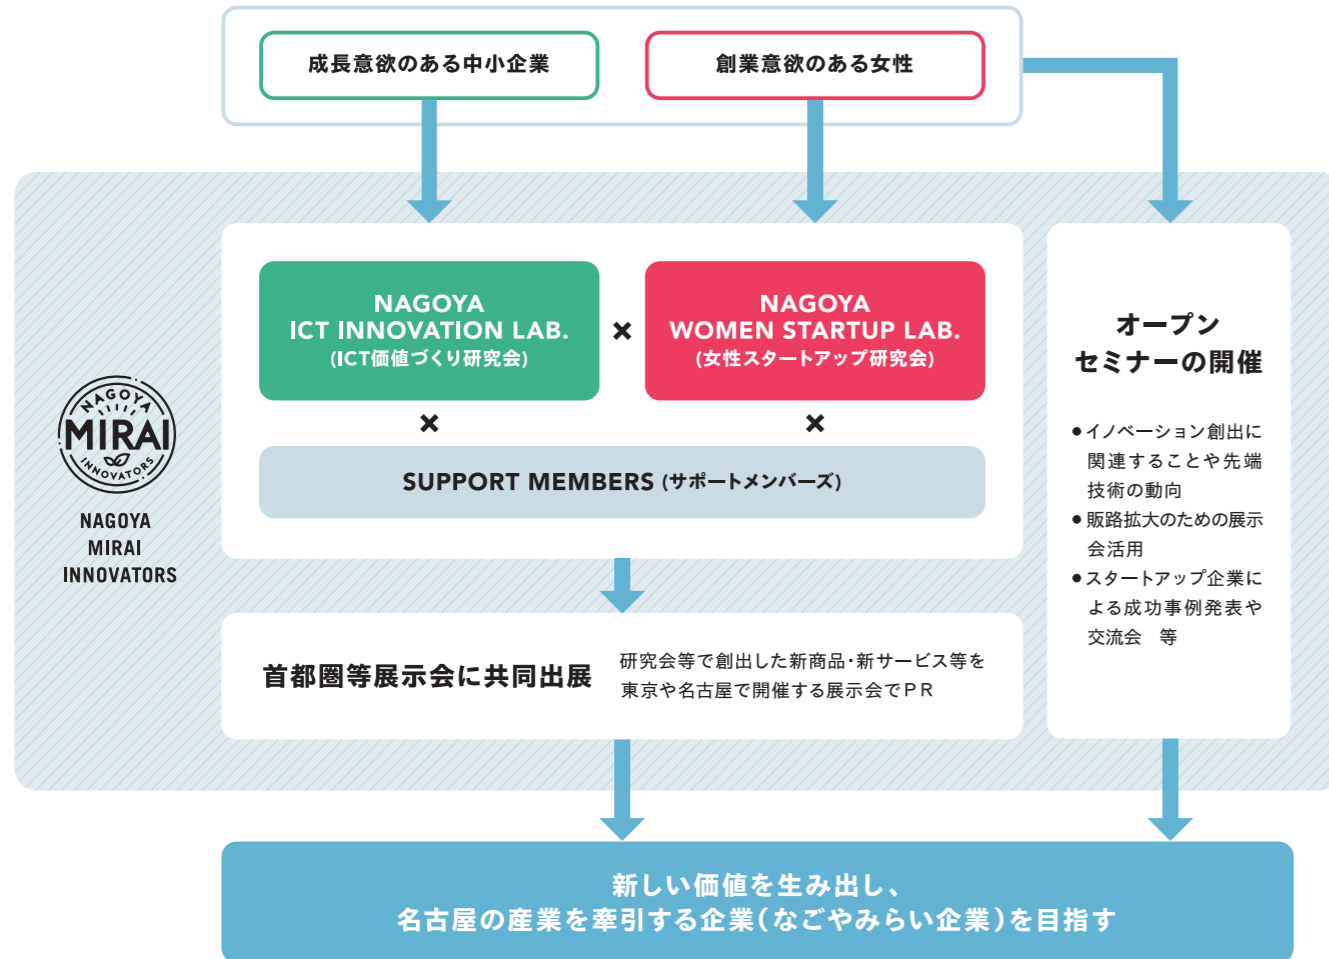 成長意欲のある中小企業
創業意欲のある女性
NAGOYA
ICT INNOVATION LAB.
(ICT価値づくり研究会)
×
NAGOYA
WOMEN STARTUP LAB.
(女性スタートアップ研究会)
×
×
SUPPORT MEMBERS (サポートメンバーズ)
NAGOYA
MIRAI
INNOVATORS
NAGOYA
MIRAI
INNOVATORS
首都圏等展示会に共同出展
研究会等で創出した新商品・新サービス等を
東京や名古屋で開催する展示会でPR
オープン
セミナーの開催
●イノベーション創出に
関連することや先端
技術の動向
●販路拡大のための展示
会活用
●スタートアップ企業に
よる成功事例発表や
交流会　等
新しい価値を生み出し、
名古屋の産業を牽引する企業(なごやみらい企業)を目指す